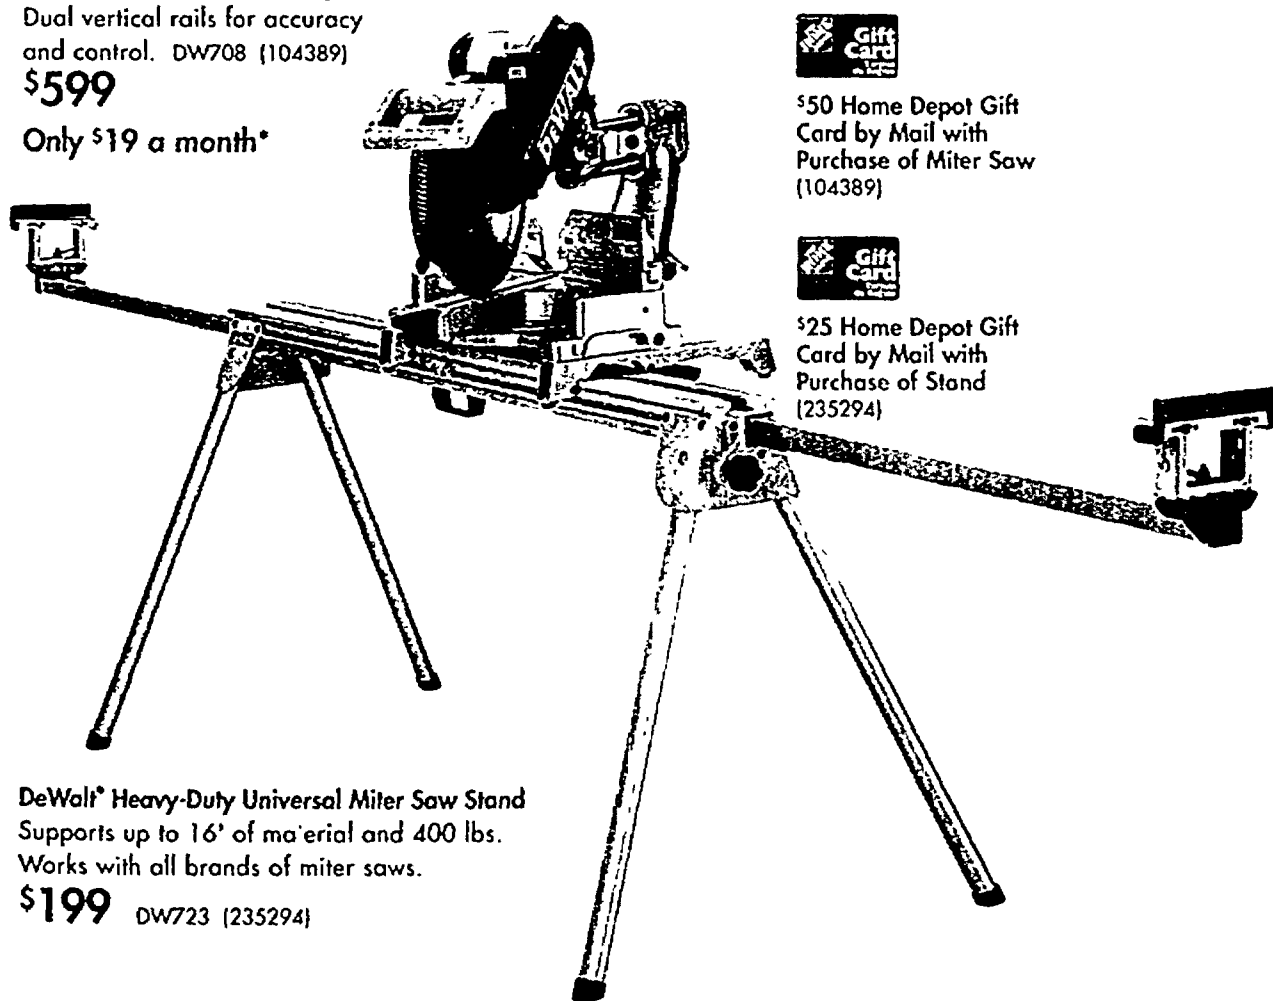 Dual vertical rails for accuracy
and control. DW708 (104389)
$599
Only $19 a month*
DEWALT
Gift
Card
$50 Home Depot Gift
Card by Mail with
Purchase of Miter Saw
(104389)
Gift
Card
$25 Home Depot Gift
Card by Mail with
Purchase of Stand
(235294)
DeWalt® Heavy-Duty Universal Miter Saw Stand
Supports up to 16' of ma'erial and 400 lbs.
Works with all brands of miter saws.
$199 DW723 (235294)